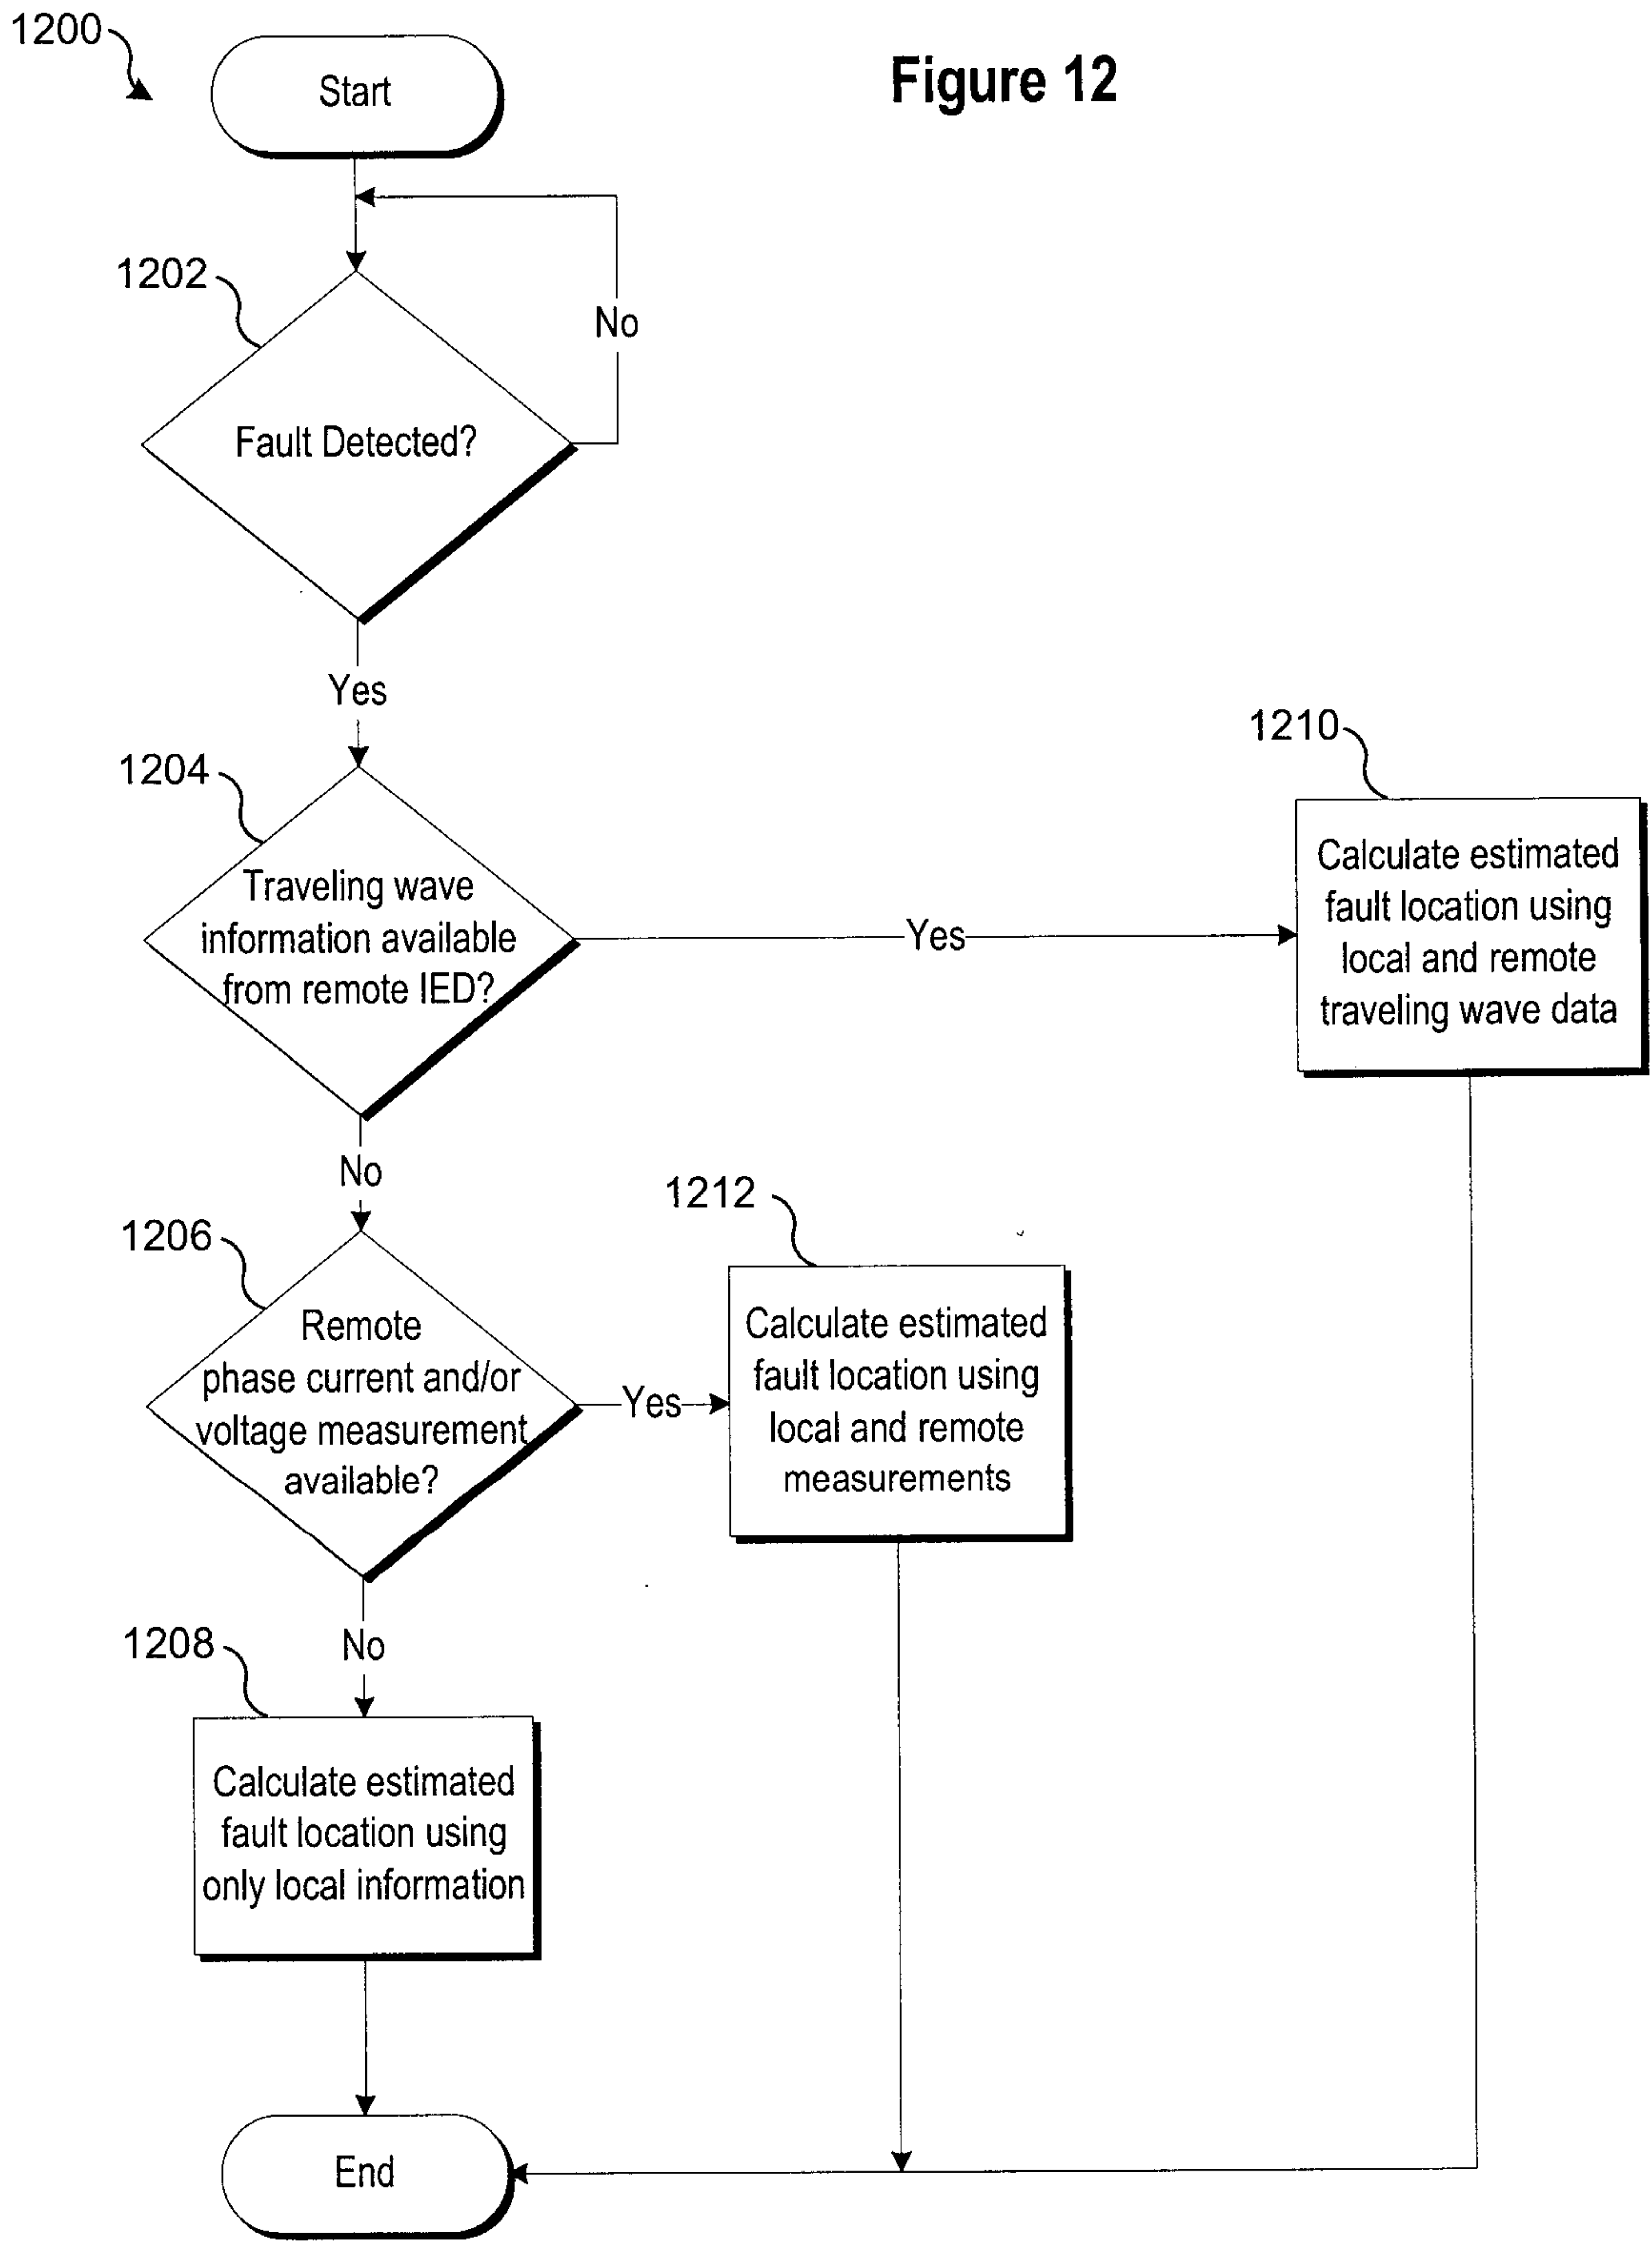 1200
Start
Figure 12
1202
No
Fault Detected?
Yes
1204
Traveling wave
information available
from remote IED?
Yes
1210
Calculate estimated
fault location using
local and remote
traveling wave data
No
1206
Remote
phase current and/or
voltage measurement
available?
Yes
1212
Calculate estimated
fault location using
local and remote
measurements
No
1208
Calculate estimated
fault location using
only local information
End